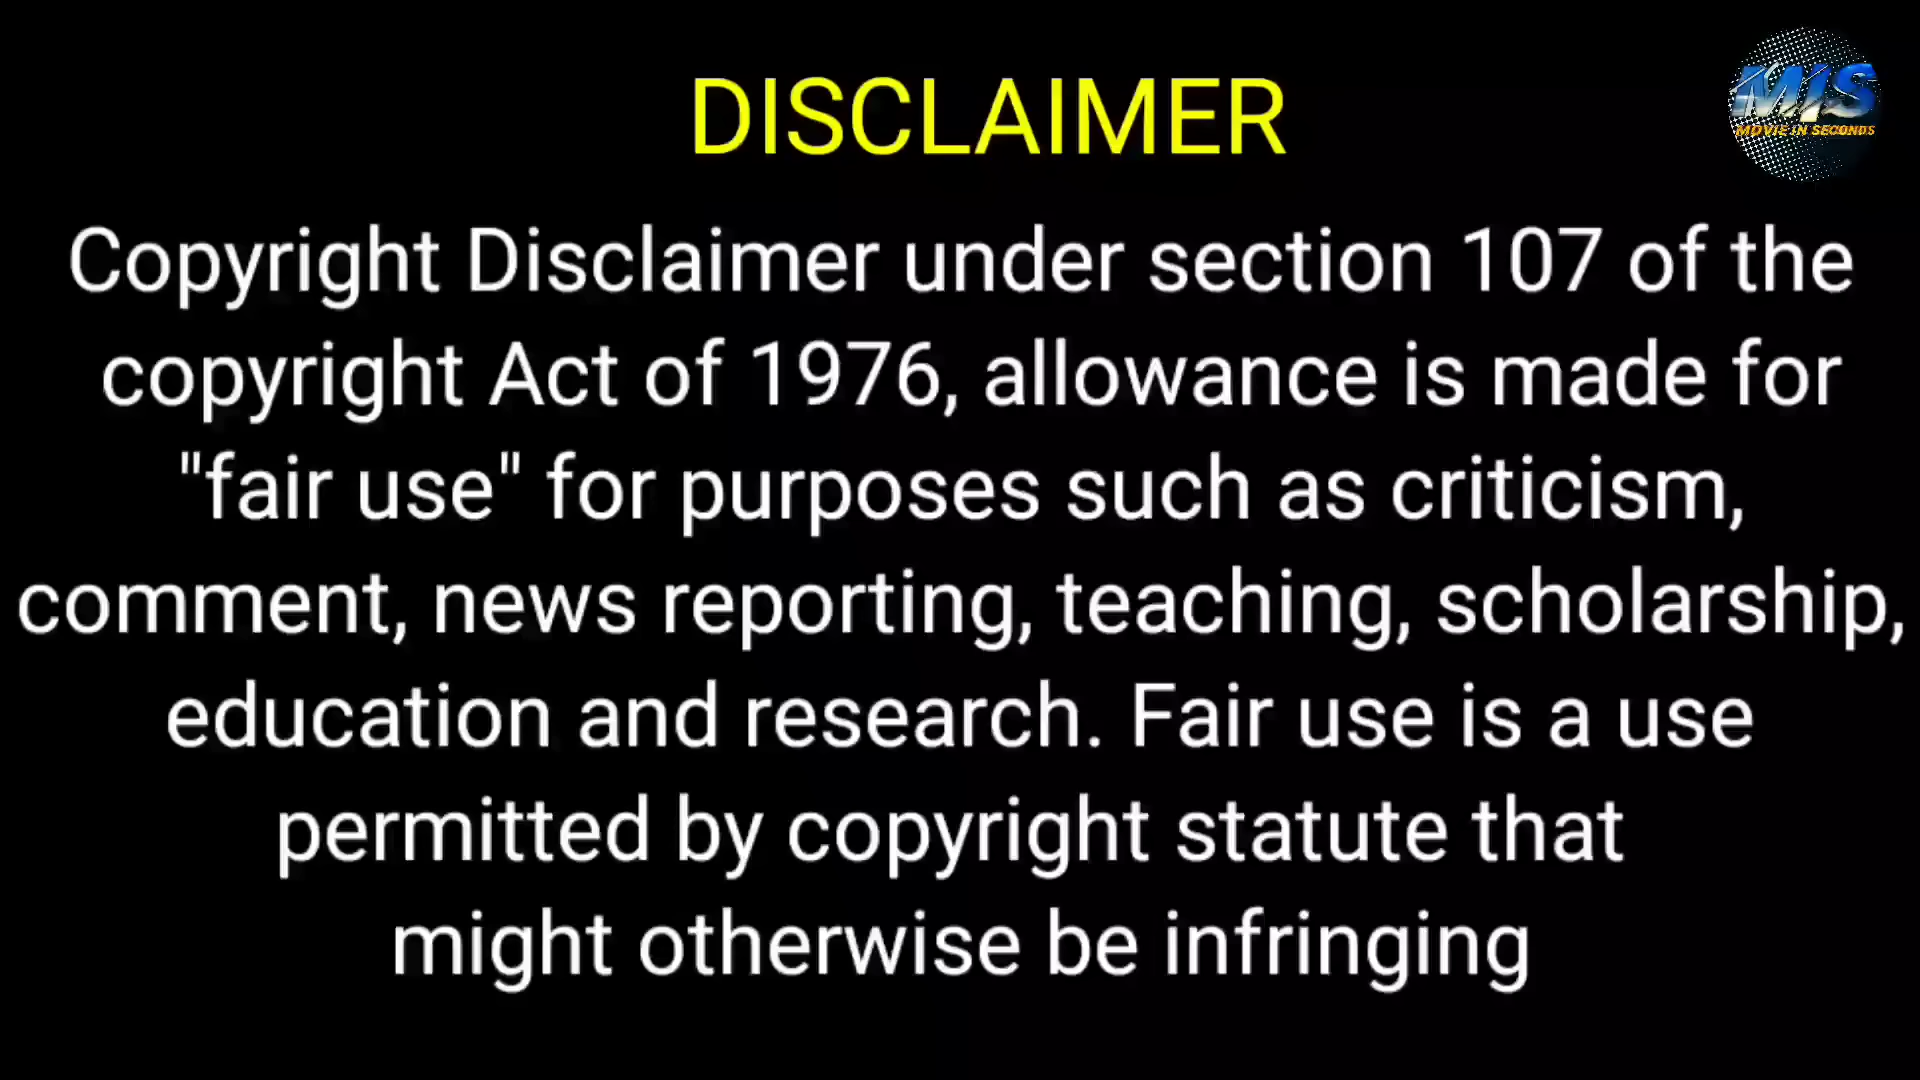 DISCLAIMER
MIS
MOVIE IN SECONDS
Copyright Disclaimer under section 107 of the
copyright Act of 1976, allowance is made for
"fair use" for purposes such as criticism,
comment, news reporting, teaching, scholarship,
education and research. Fair use is a use
permitted by copyright statute that
might otherwise be infringing